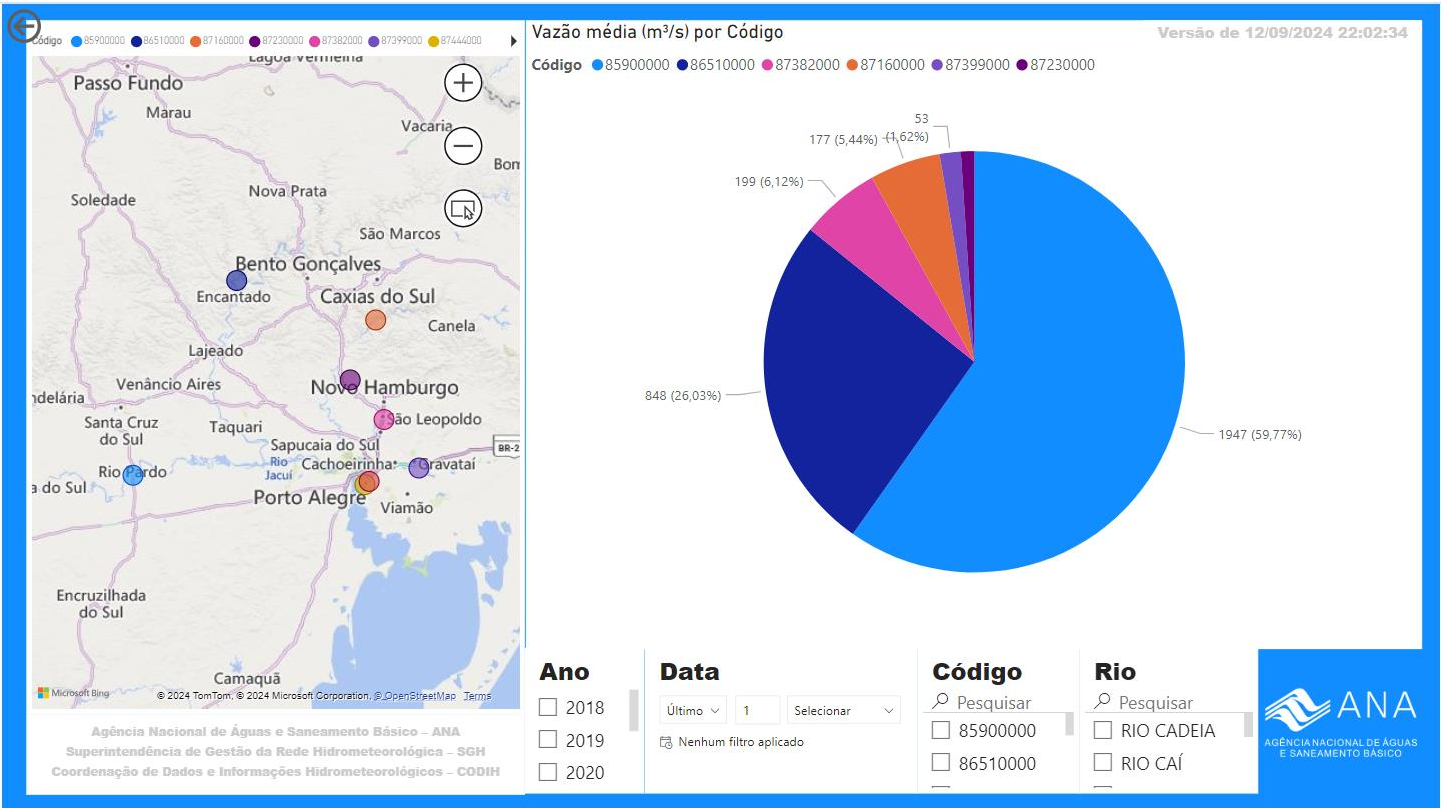 Código 85900000 86510000 87160000 87230000 87382000 87399000 87444000
Lagoa Vermelha
Passo Fundo
Marau
Vacaria
Bom
Nova Prata
Soledade
São Marcos
Bento Gonçalves
Encantado
Caxias do Sul
Canela
Lajeado
Venâncio Aires
Novo Hamburgo
ndelária
Santa Cruz
do Sul
São Leopoldo
Taquari
Sapucaia do Sul
BR-2
Rio
Jacuí
Cachoeirinha
Gravataí
Rio Pardo
a do Sul
Porto Alegre
Viamão
Encruzilhada
do Sul
Camaquã
Microsoft Bing
© 2024 TomTom, © 2024 Microsoft Corporation, © OpenStreetMap Terms
Agência Nacional de Águas e Saneamento Básico – ANA
Superintendência de Gestão da Rede Hidrometeorológica – SGH
Coordenação de Dados e Informações Hidrometeorológicos – CODIH
Vazão média (m³/s) por Código
Versão de 12/09/2024 22:02:34
Código 85900000 86510000 87382000 87160000 87399000 87230000
53
(1,62%)
177 (5,44%)
199 (6,12%)
848 (26,03%)
1947 (59,77%)
Ano
2018
2019
2020
Data
Último 1 Selecionar
Nenhum filtro aplicado
Código
Pesquisar
85900000
86510000
Rio
Pesquisar
RIO CADEIA
RIO CAÍ
ANA
AGÊNCIA NACIONAL DE ÁGUAS
E SANEAMENTO BÁSICO